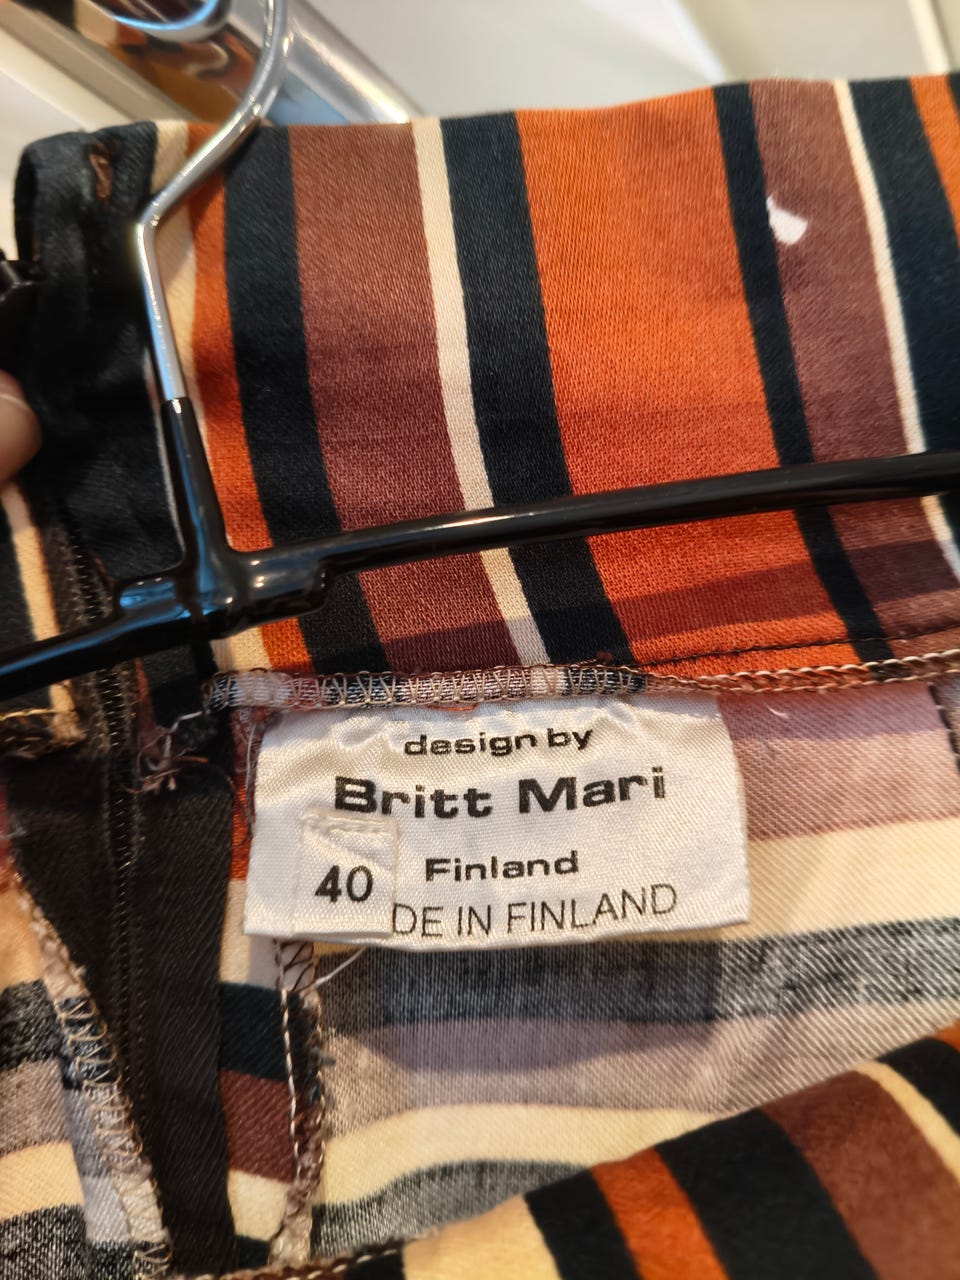 design by
Britt Mari
Finland
40
DE IN FINLAND